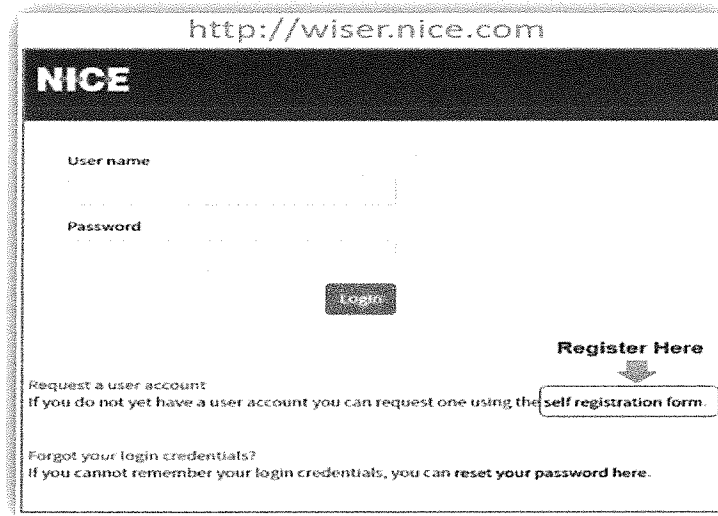 http://wiser.nice.com
NICE
User name
Password
Login
Register Here
Request a user account
If you do not yet have a user account you can request one using the self registration form.
Forgot your login credentials?
If you cannot remember your login credentials, you can reset your password here.